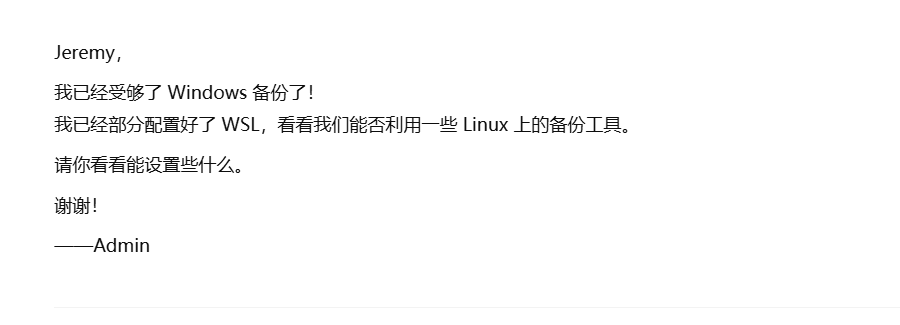 Jeremy，
我已经受够了 Windows 备份了！
我已经部分配置好了 WSL，看看我们能否利用一些 Linux 上的备份工具。
请你看看能设置些什么。
谢谢！
——Admin